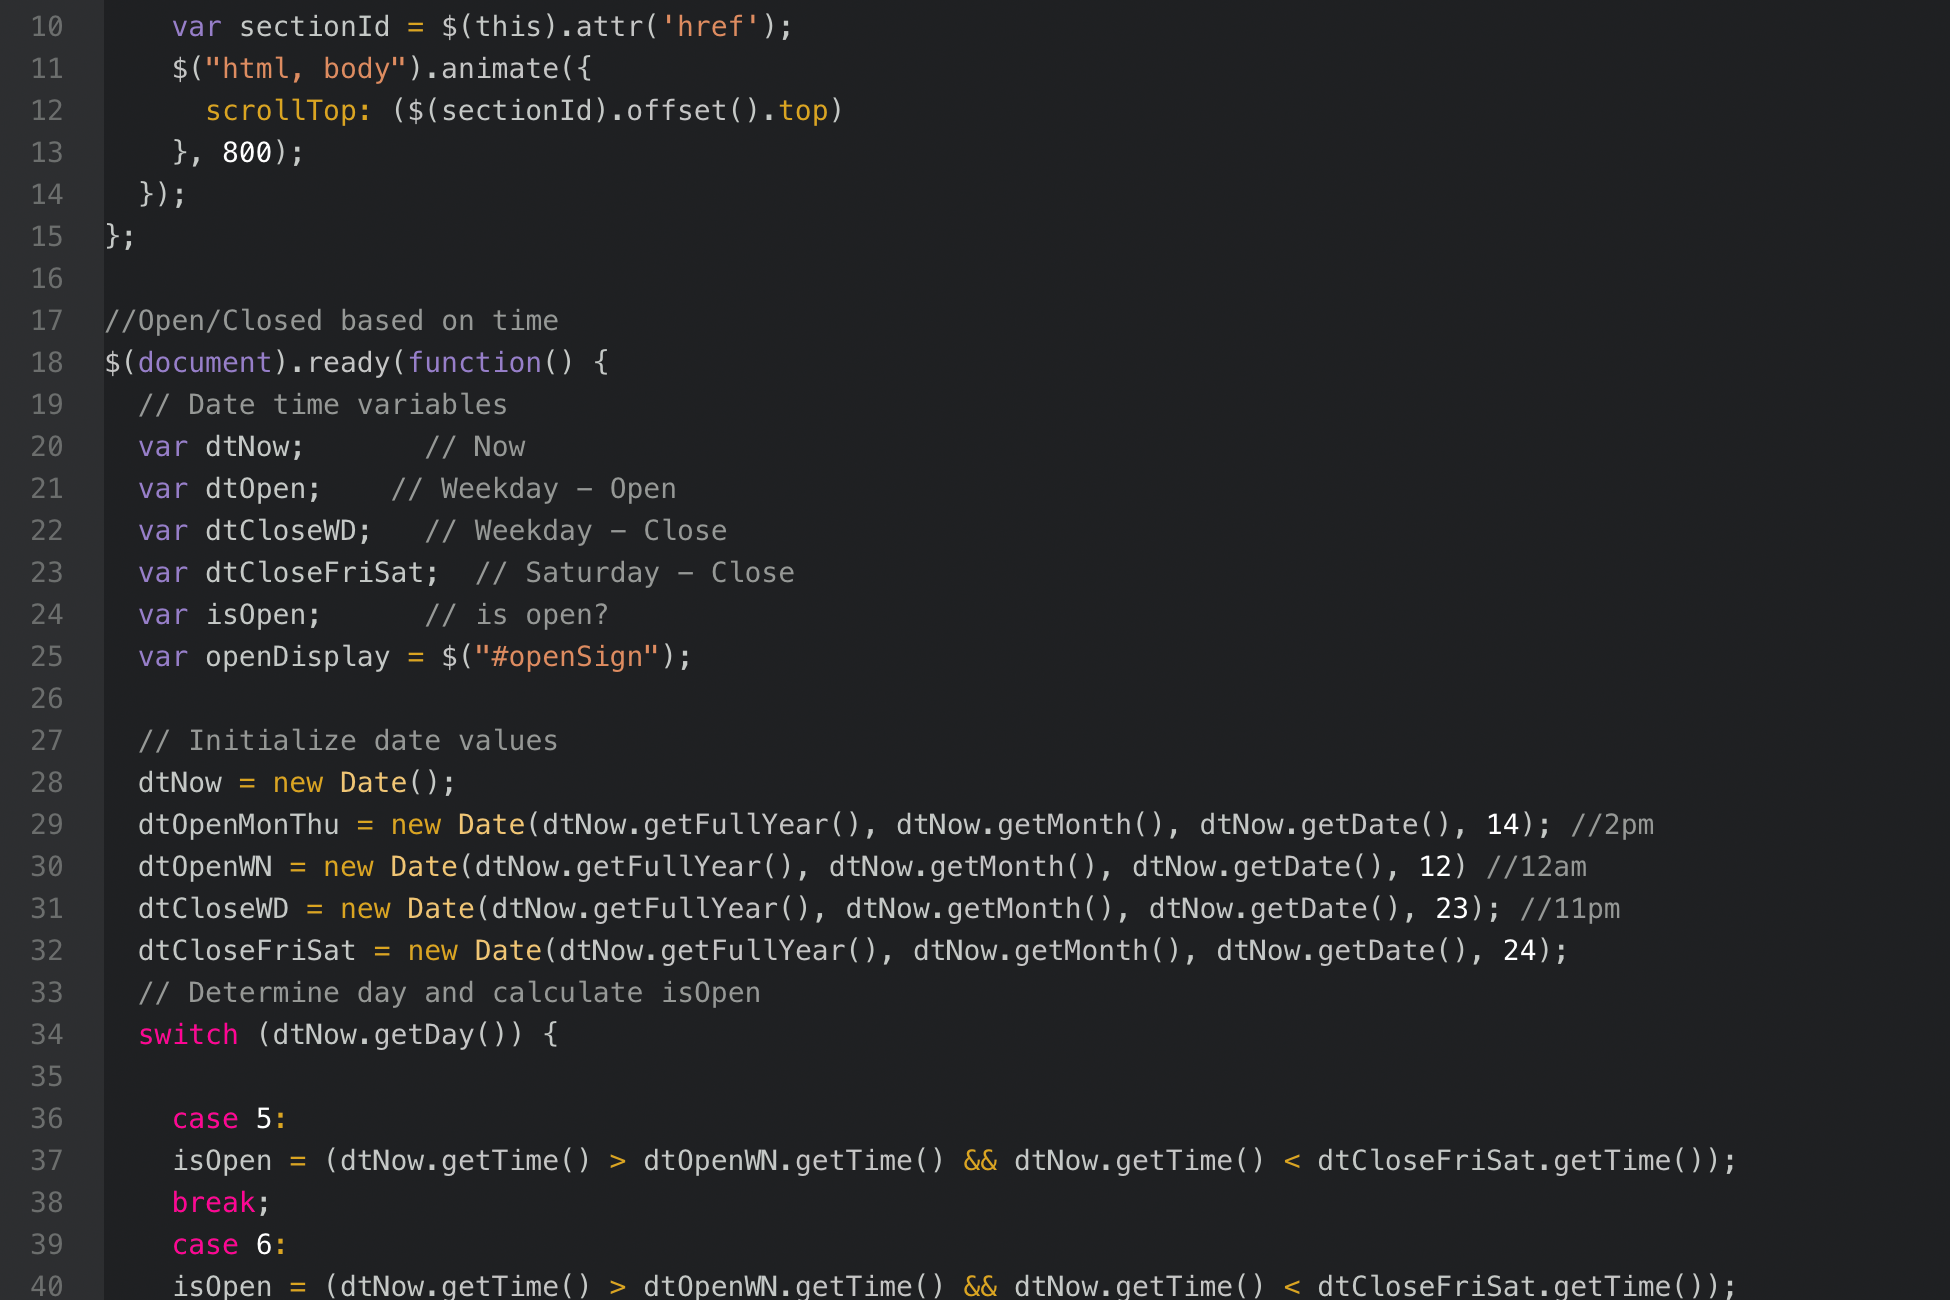 10 var sectionId = $(this).attr('href');
11 $("html, body").animate({
12 scrollTop: ($(sectionId).offset().top)
13 }, 800);
14 });
15 };
16
17 //Open/Closed based on time
18 $(document).ready(function() {
19 // Date time variables
20 var dtNow; // Now
21 var dtOpen; // Weekday - Open
22 var dtCloseWD; // Weekday - Close
23 var dtCloseFriSat; // Saturday - Close
24 var isOpen; // is open?
25 var openDisplay = $("#openSign");
26
27 // Initialize date values
28 dtNow = new Date();
29 dtOpenMonThu = new Date(dtNow.getFullYear(), dtNow.getMonth(), dtNow.getDate(), 14); //2pm
30 dtOpenWN = new Date(dtNow.getFullYear(), dtNow.getMonth(), dtNow.getDate(), 12) //12am
31 dtCloseWD = new Date(dtNow.getFullYear(), dtNow.getMonth(), dtNow.getDate(), 23); //11pm
32 dtCloseFriSat = new Date(dtNow.getFullYear(), dtNow.getMonth(), dtNow.getDate(), 24);
33 // Determine day and calculate isOpen
34 switch (dtNow.getDay()) {
35
36 case 5:
37 isOpen = (dtNow.getTime() > dtOpenWN.getTime() && dtNow.getTime() < dtCloseFriSat.getTime());
38 break;
39 case 6:
40 isOpen = (dtNow.getTime() > dtOpenWN.getTime() && dtNow.getTime() < dtCloseFriSat.getTime());